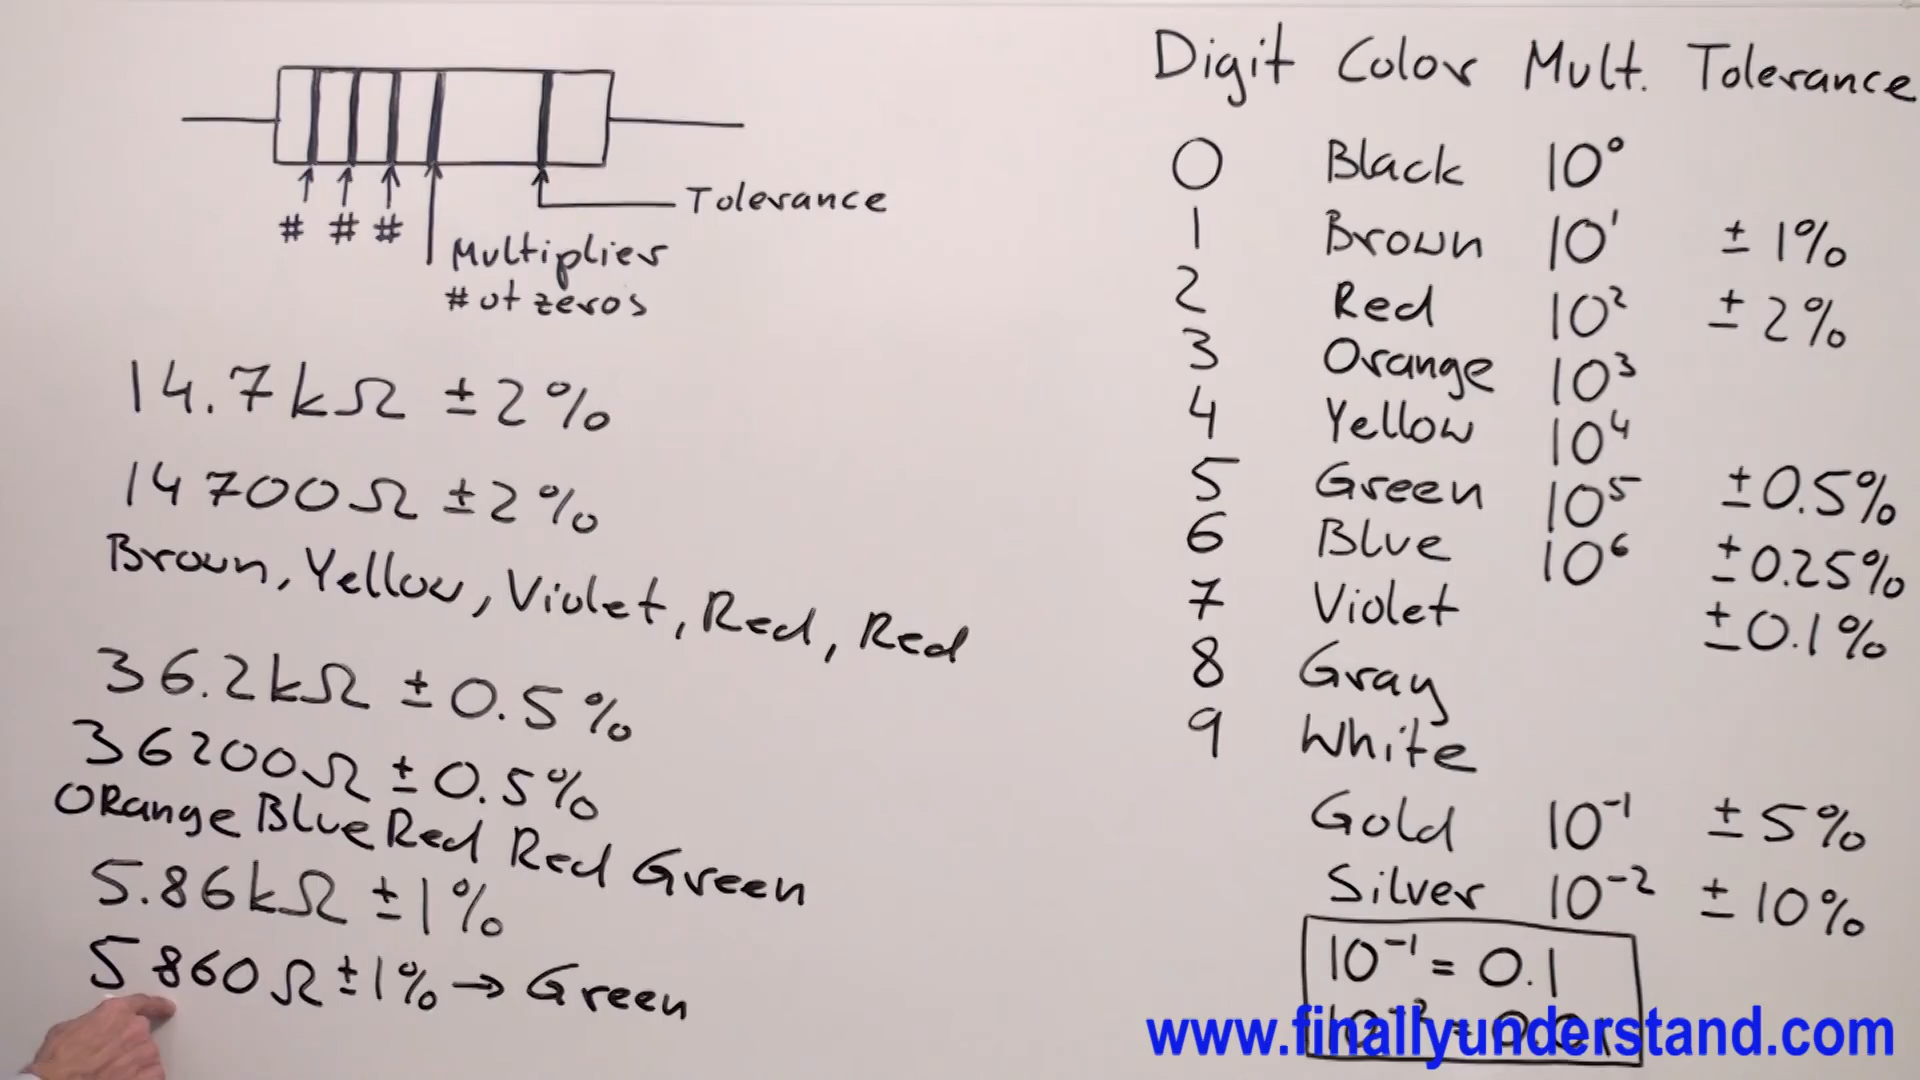 # # #
Tolerance
Multiplier
# of zeros
14.7kΩ ±2%
14700Ω ±2%
Brown, Yellow, Violet, Red, Red
36.2kΩ ±0.5%
36200Ω ±0.5%
ORange Blue Red Red Green
5.86kΩ ±1%
5860Ω ±1% → Green
Digit Color Mult. Tolerance
0 Black 10⁰
1 Brown 10¹ ±1%
2 Red 10² ±2%
3 Orange 10³
4 Yellow 10⁴
5 Green 10⁵ ±0.5%
6 Blue 10⁶ ±0.25%
7 Violet ±0.1%
8 Gray
9 White
Gold 10⁻¹ ±5%
Silver 10⁻² ±10%
10⁻¹ = 0.1
www.finallyunderstand.com